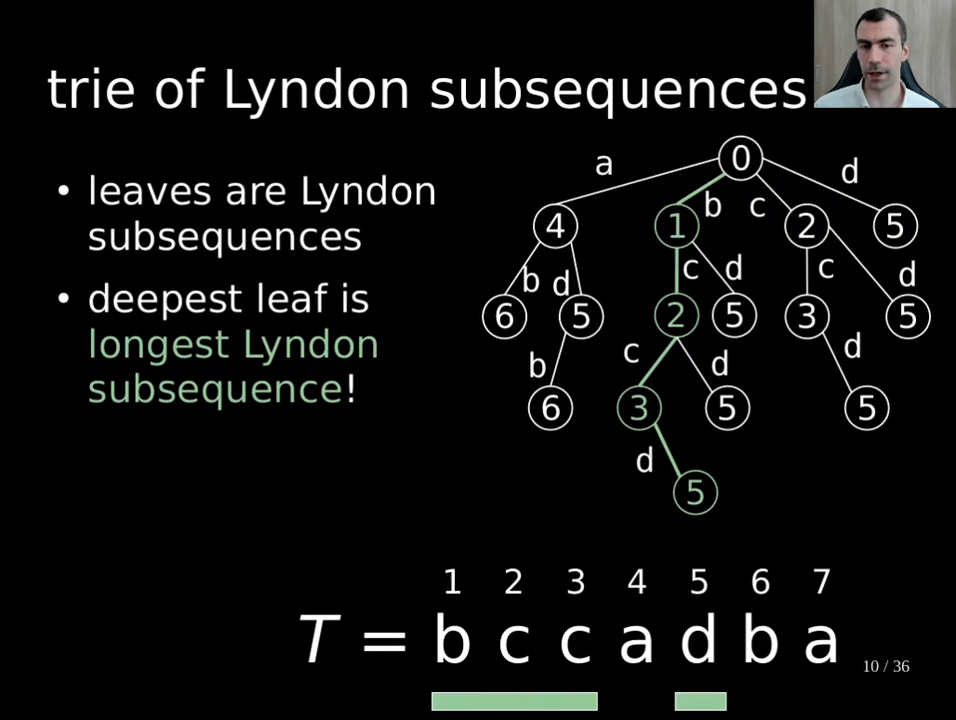 trie of Lyndon subsequences
• leaves are Lyndon
subsequences
• deepest leaf is
longest Lyndon
subsequence!
0
a b c d
4 1 2 5
b d c d c d
6 5 2 5 3 5
b c d d
6 3 5 5
d
5
1 2 3 4 5 6 7
T = b c c a d b a
10 / 36